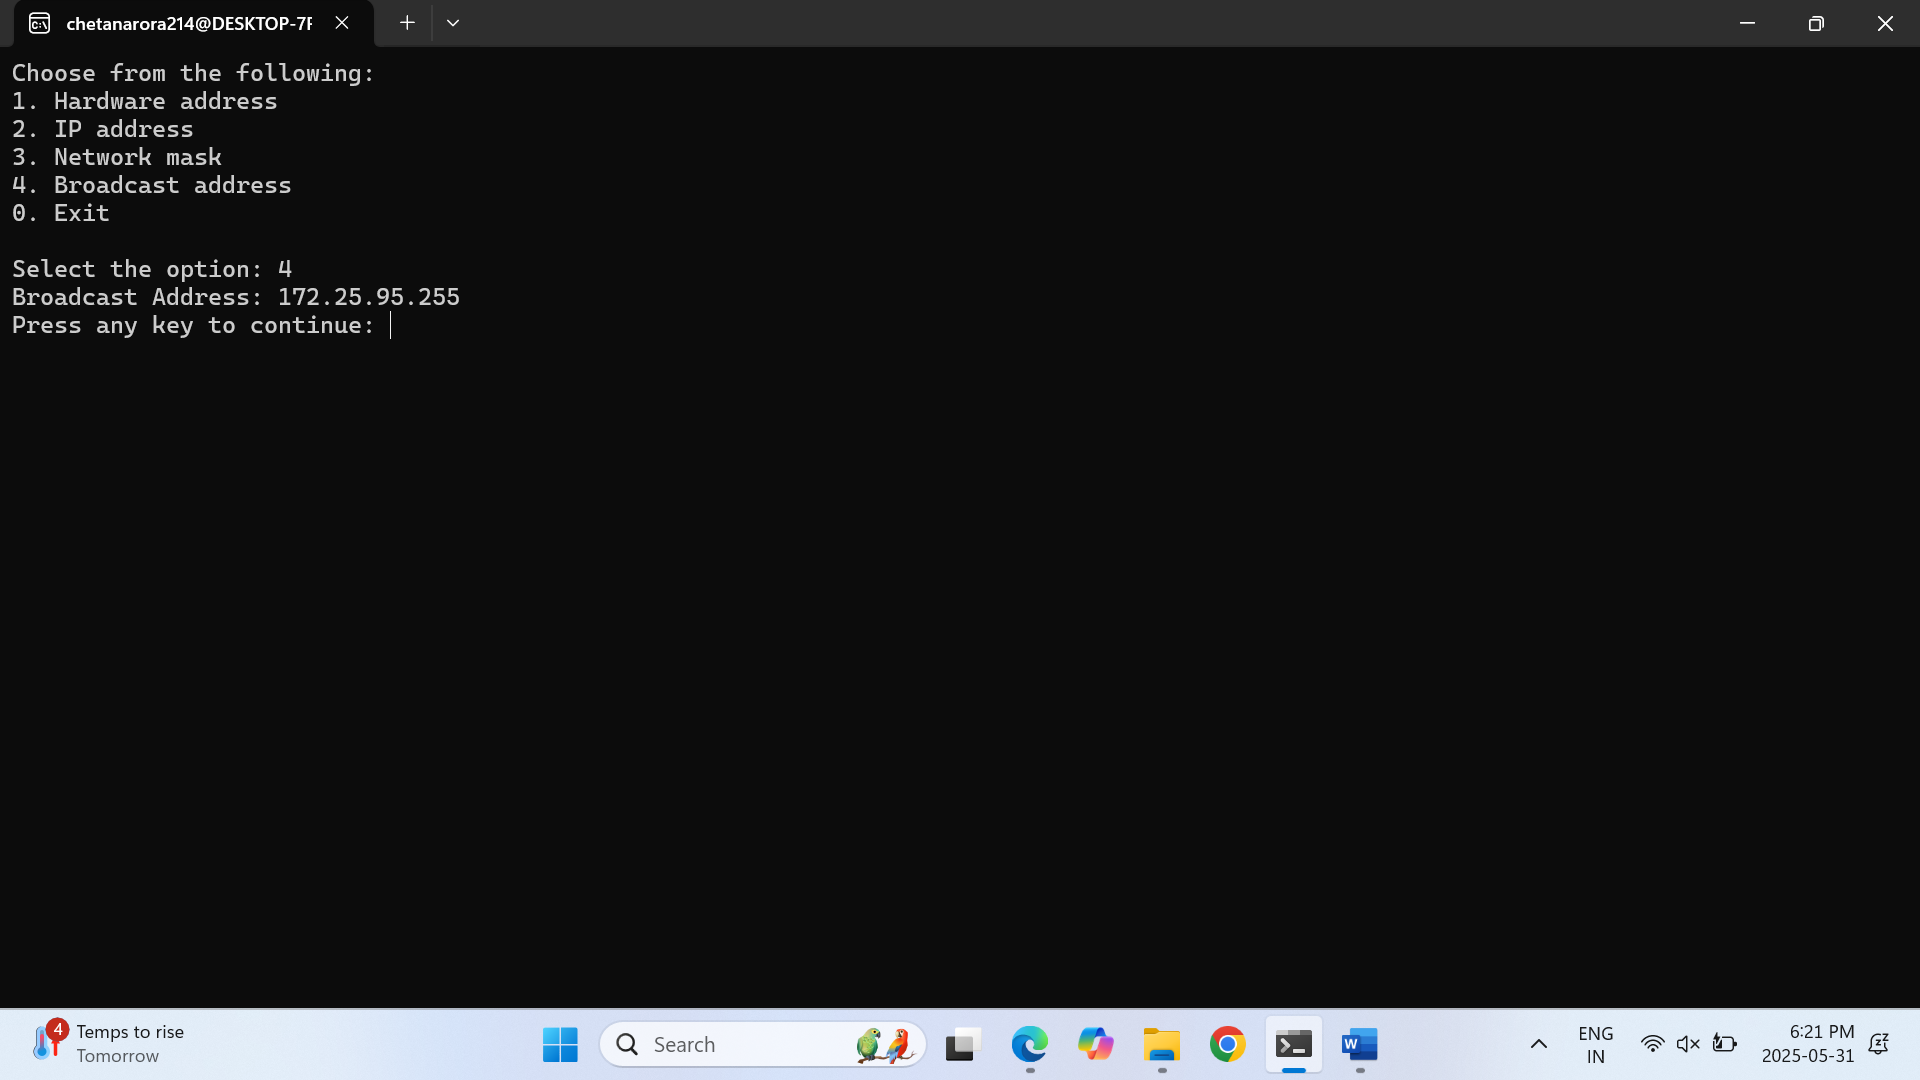 chetanarora214@DESKTOP-7F
Choose from the following:
1. Hardware address
2. IP address
3. Network mask
4. Broadcast address
0. Exit
Select the option: 4
Broadcast Address: 172.25.95.255
Press any key to continue:
4
Temps to rise
Tomorrow
Search
W
ENG
IN
6:21 PM
2025-05-31